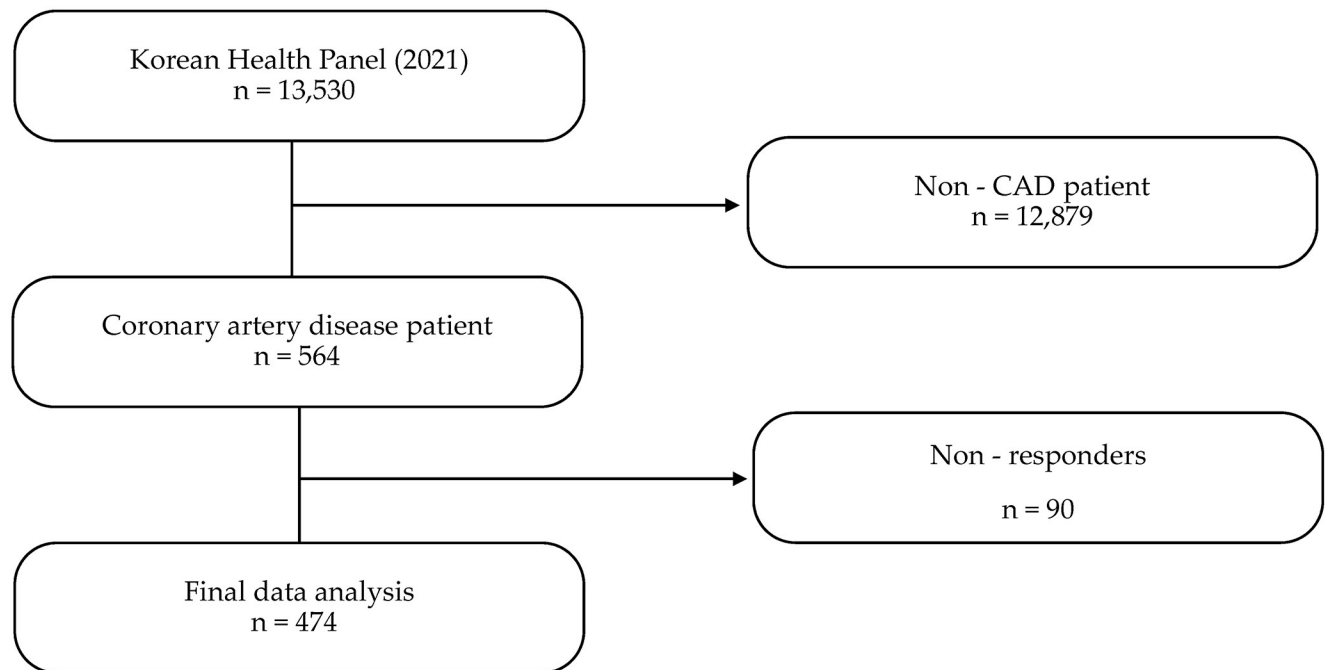 Korean Health Panel (2021)
n = 13,530
Non - CAD patient
n = 12,879
Coronary artery disease patient
n = 564
Non - responders
n = 90
Final data analysis
n = 474